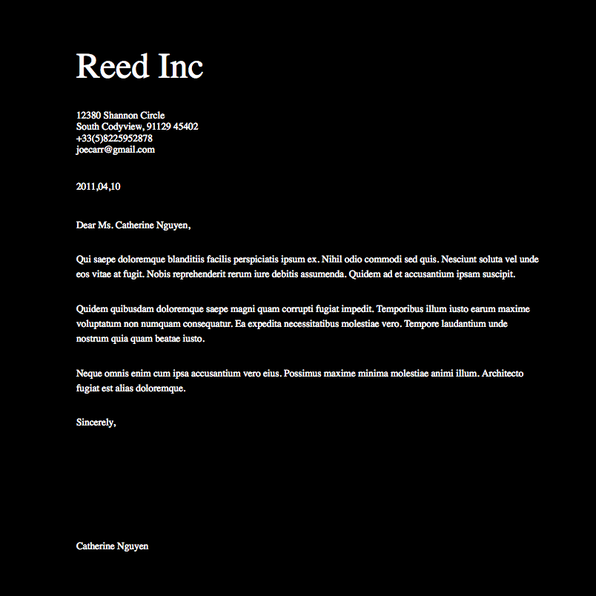 Reed Inc
12380 Shannon Circle
South Codyview, 91129 45402
+33(5)8225952878
joecarr@gmail.com
2011,04,10
Dear Ms. Catherine Nguyen,
Qui saepe doloremque blanditiis facilis perspiciatis ipsum ex. Nihil odio commodi sed quis. Nesciunt soluta vel unde
eos vitae at fugit. Nobis reprehenderit rerum iure debitis assumenda. Quidem ad et accusantium ipsam suscipit.
Quidem quibusdam doloremque saepe magni quam corrupti fugiat impedit. Temporibus illum iusto earum maxime
voluptatum non numquam consequatur. Ea expedita necessitatibus molestiae vero. Tempore laudantium unde
nostrum quia quam beatae iusto.
Neque omnis enim cum ipsa accusantium vero eius. Possimus maxime minima molestiae animi illum. Architecto
fugiat est alias doloremque.
Sincerely,
Catherine Nguyen